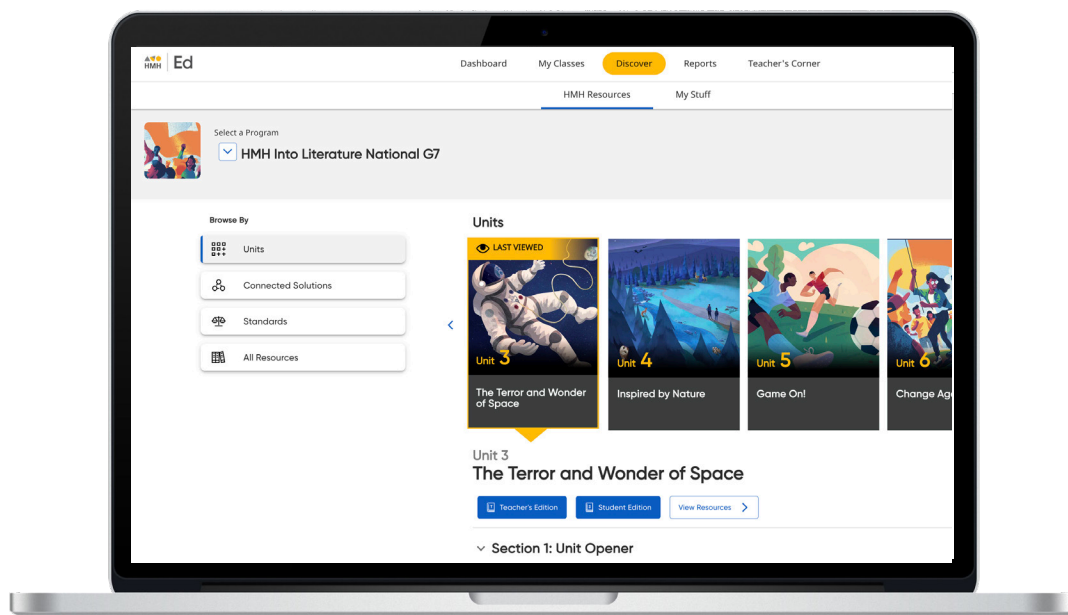 HMH
Ed
Dashboard
My Classes
Discover
Reports
Teacher's Corner
HMH Resources
My Stuff
Select a Program
HMH Into Literature National G7
Browse By
Units
Connected Solutions
Standards
All Resources
Units
LAST VIEWED
Unit 3
The Terror and Wonder
of Space
Unit 4
Inspired by Nature
Unit 5
Game On!
Unit 6
Change Ag
Unit 3
The Terror and Wonder of Space
Teacher's Edition
Student Edition
View Resources
Section 1: Unit Opener